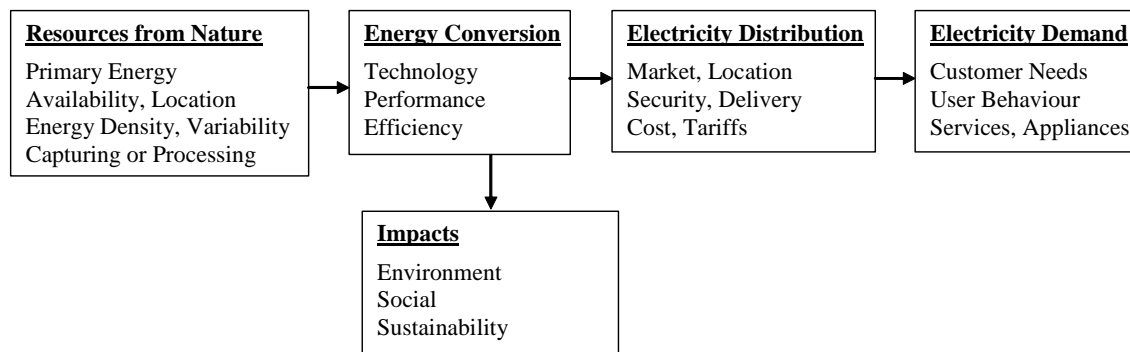 Resources from Nature
Primary Energy
Availability, Location
Energy Density, Variability
Capturing or Processing
Energy Conversion
Technology
Performance
Efficiency
Electricity Distribution
Market, Location
Security, Delivery
Cost, Tariffs
Electricity Demand
Customer Needs
User Behaviour
Services, Appliances
Impacts
Environment
Social
Sustainability